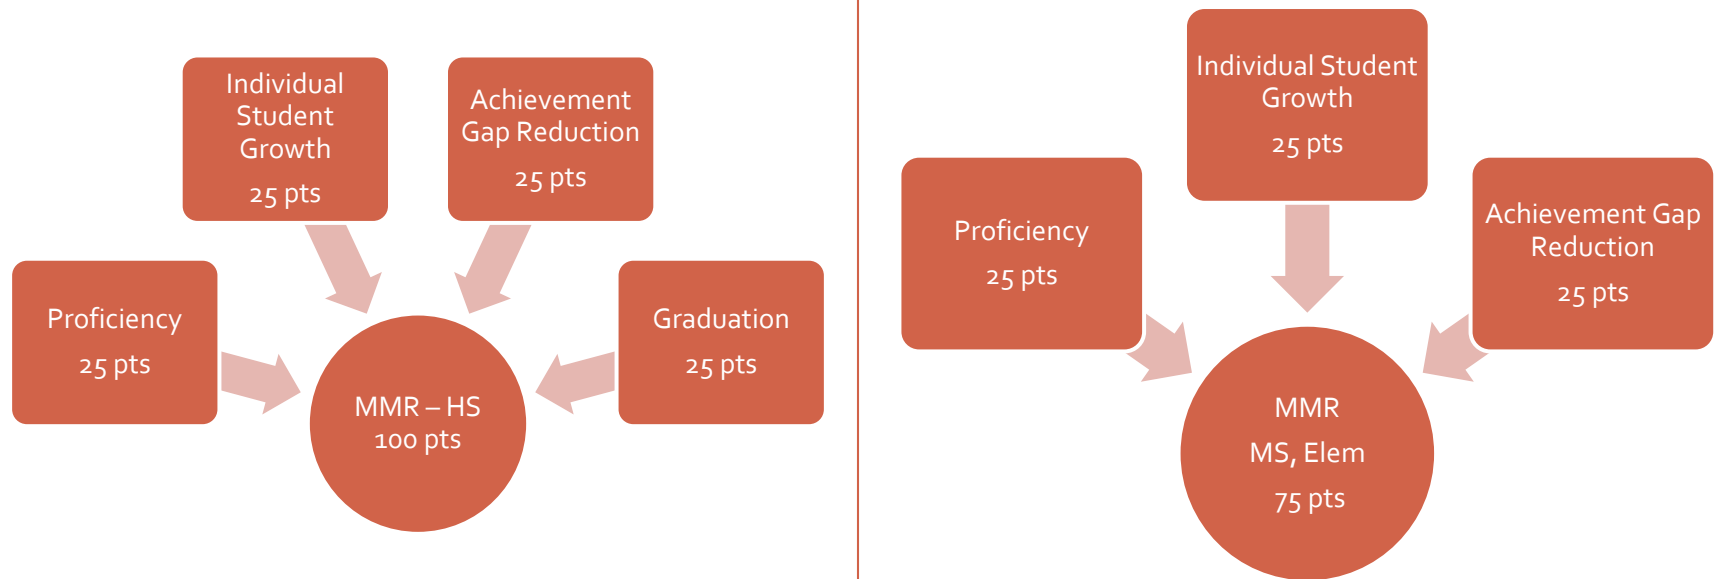 Individual
Student
Growth
25 pts
Achievement
Gap Reduction
25 pts
Proficiency
25 pts
Graduation
25 pts
MMR – HS
100 pts
Individual Student
Growth
25 pts
Proficiency
25 pts
Achievement Gap
Reduction
25 pts
MMR
MS, Elem
75 pts